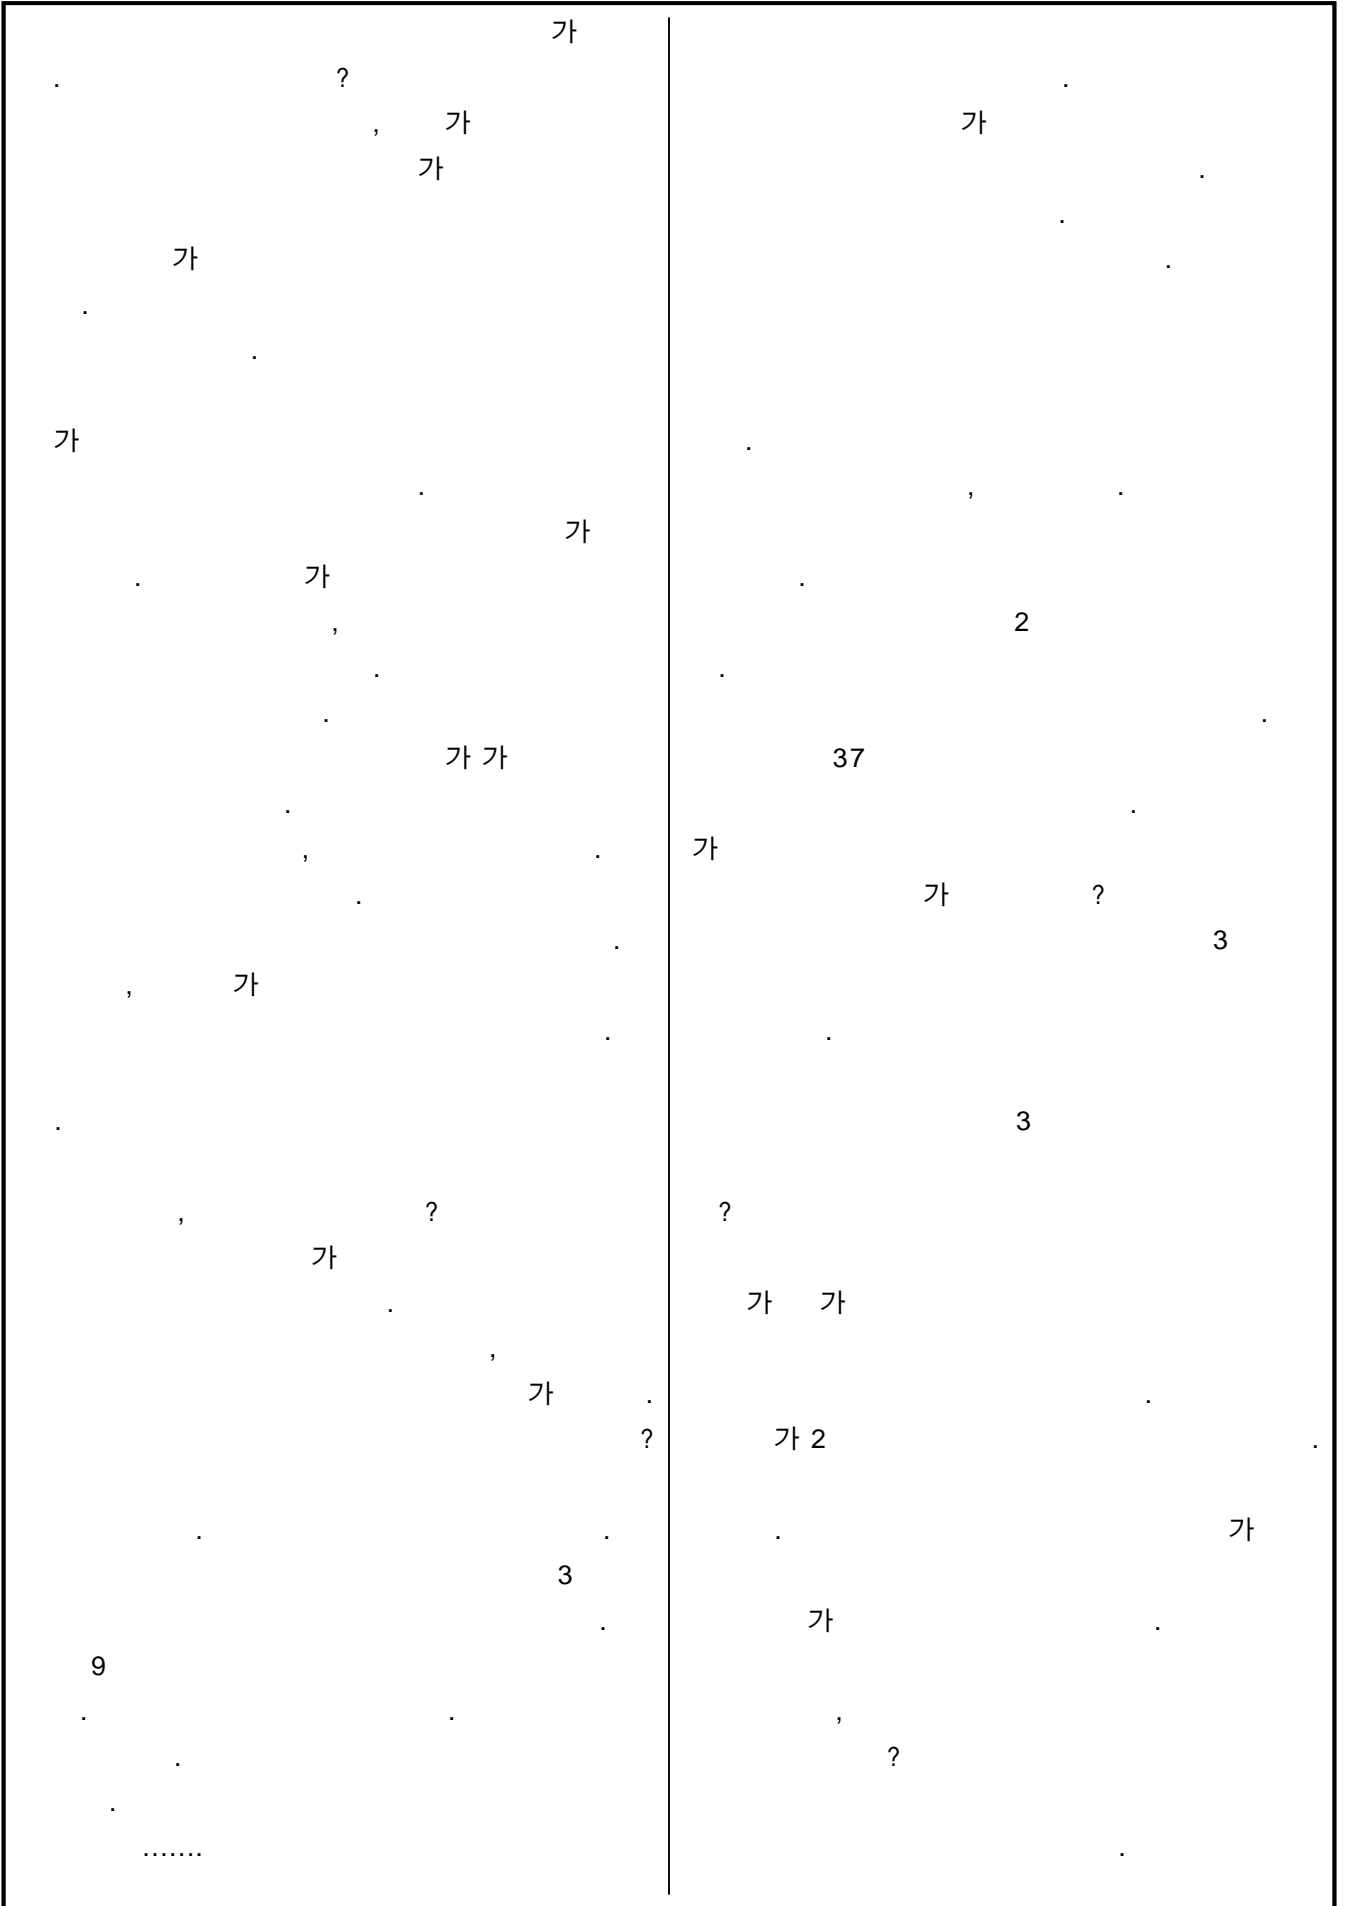 가
. ?
, 가
가
가
.
.
가
.
가
. 가
,
.
.
가 가
.
, .
.
.
, 가
.
.
, ?
가
.
,
가 .
?
. .
3
.
9
. .
.
.
.......
.
가
.
.
.
.
, .
.
2
.
.
37
.
가
가 ?
3
.
3
?
가 가
.
가 2 .
. 가
가 .
,
?
.